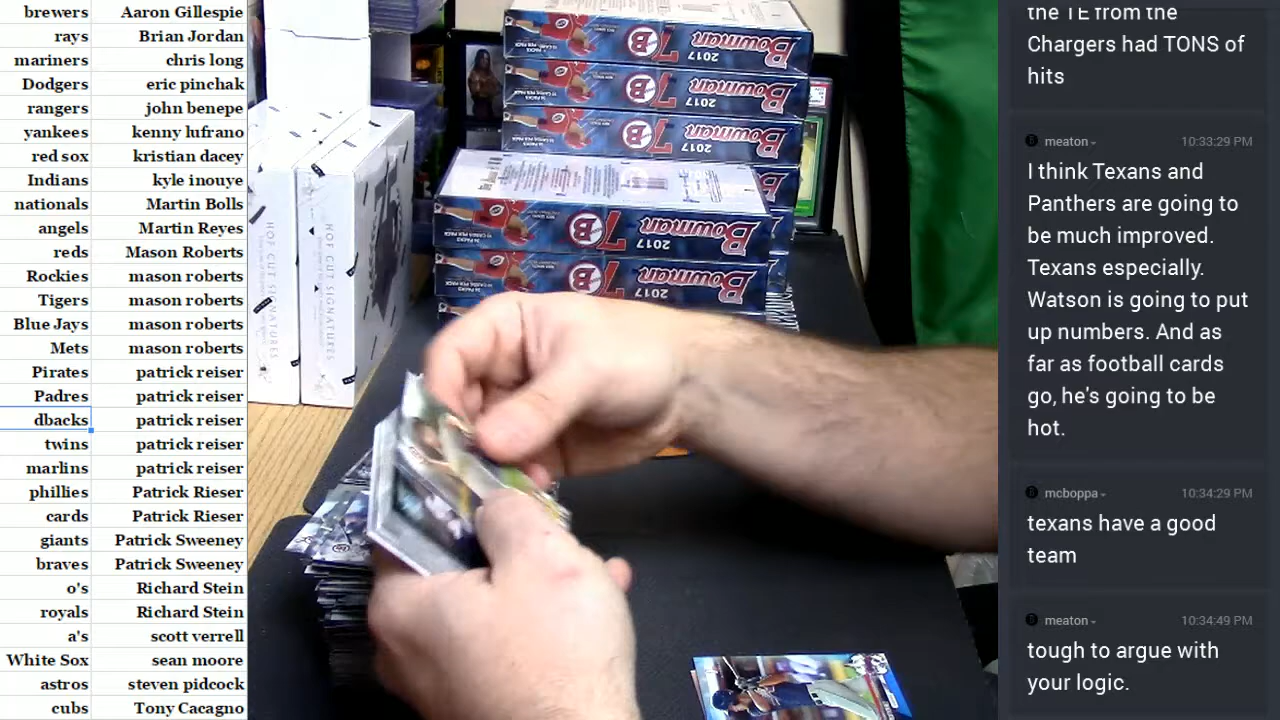 brewers Aaron Gillespie
rays Brian Jordan
mariners chris long
Dodgers eric pinchak
rangers john benepe
yankees kenny lufrano
red sox kristian dacey
Indians kyle inouye
nationals Martin Bolls
angels Martin Reyes
reds Mason Roberts
Rockies mason roberts
Tigers mason roberts
Blue Jays mason roberts
Mets mason roberts
Pirates patrick reiser
Padres patrick reiser
dbacks patrick reiser
twins patrick reiser
marlins patrick reiser
phillies Patrick Rieser
cards Patrick Rieser
giants Patrick Sweeney
braves Patrick Sweeney
o's Richard Stein
royals Richard Stein
a's scott verrell
White Sox sean moore
astros steven pidcock
cubs Tony Cacagno
HOF CUT SIGNATURES
HOF CUT SIGNATURES
2017 Bowman
2017 Bowman
2017 Bowman
2017 Bowman
2017 Bowman
the TE from the
Chargers had TONS of
hits
meaton 10:33:29 PM
I think Texans and
Panthers are going to
be much improved.
Texans especially.
Watson is going to put
up numbers. And as
far as football cards
go, he's going to be
hot.
mcboppa 10:34:29 PM
texans have a good
team
meaton 10:34:49 PM
tough to argue with
your logic.